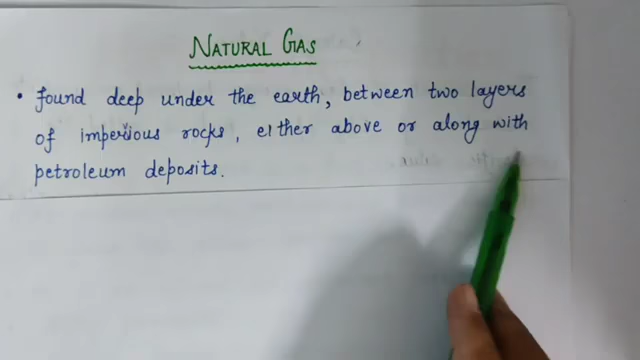 NATURAL GAS
• found deep under the earth, between two layers
of imperious rocks, either above or along with
petroleum deposits.